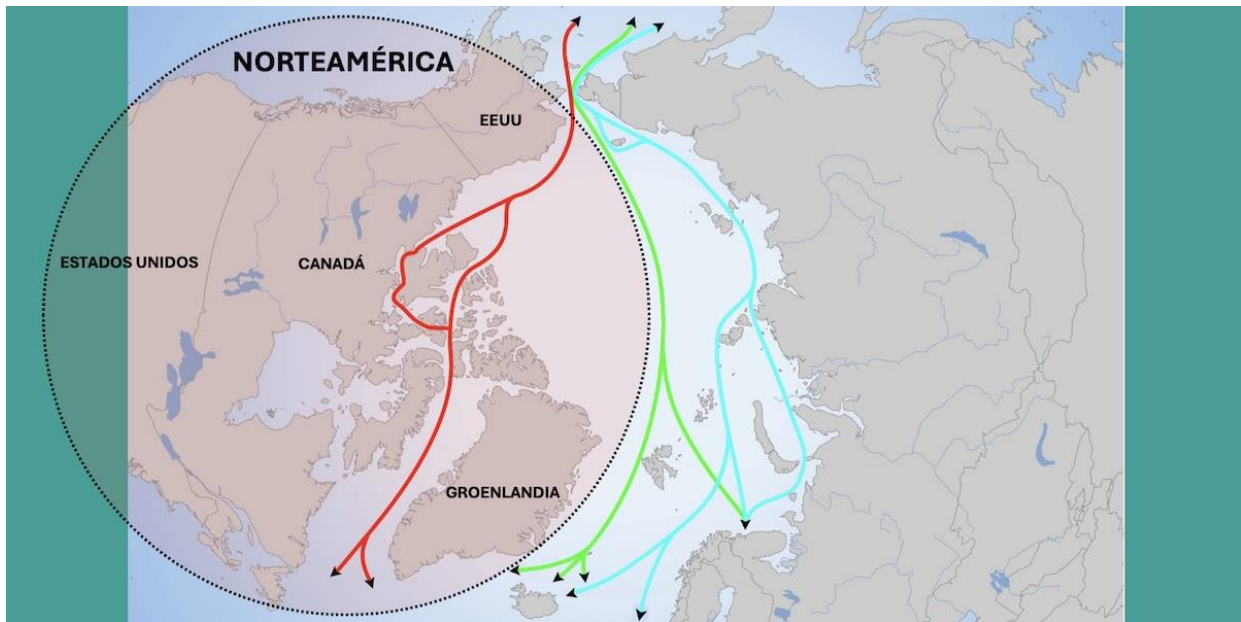 NORTEAMÉRICA
EEUU
ESTADOS UNIDOS
CANADÁ
GROENLANDIA